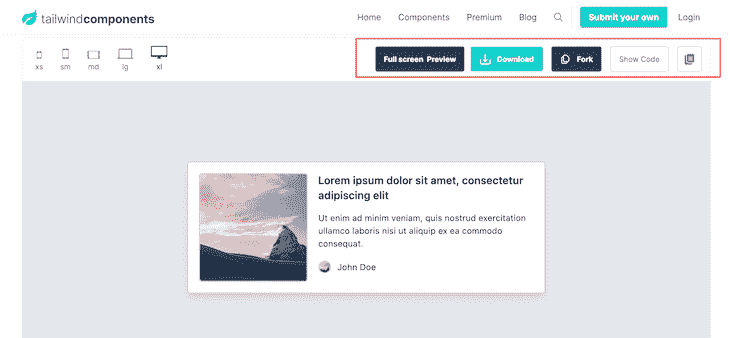 tailwindcomponents
Home Components Premium Blog Submit your own Login
xs sm md lg xl
Full screen Preview Download Fork Show Code
Lorem ipsum dolor sit amet, consectetur
adipiscing elit
Ut enim ad minim veniam, quis nostrud exercitation
ullamco laboris nisi ut aliquip ex ea commodo
consequat.
John Doe